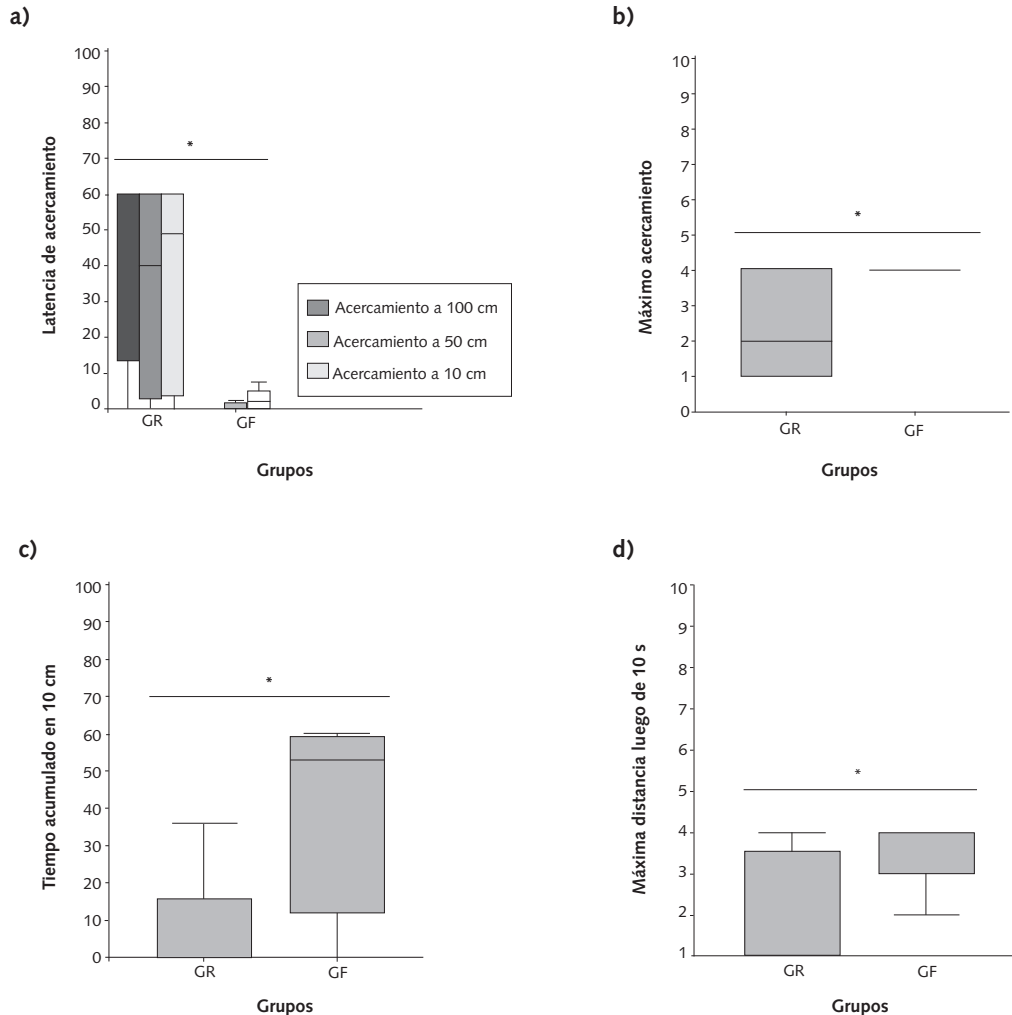 a)
100
90
80
70
60
50
40
30
20
10
0
Latencia de acercamiento
*
Acercamiento a 100 cm
Acercamiento a 50 cm
Acercamiento a 10 cm
GR
GF
Grupos
b)
10
9
8
7
6
5
4
3
2
1
0
Máximo acercamiento
*
GR
GF
Grupos
c)
100
90
80
70
60
50
40
30
20
10
0
Tiempo acumulado en 10 cm
*
GR
GF
Grupos
d)
10
9
8
7
6
5
4
3
2
1
Máxima distancia luego de 10 s
*
GR
GF
Grupos